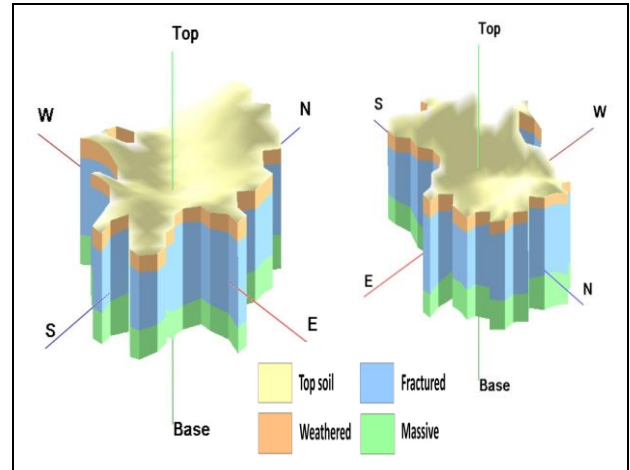 Top
W
N
S
E
Base
Top
S
W
E
N
Base
Top soil
Fractured
Weathered
Massive